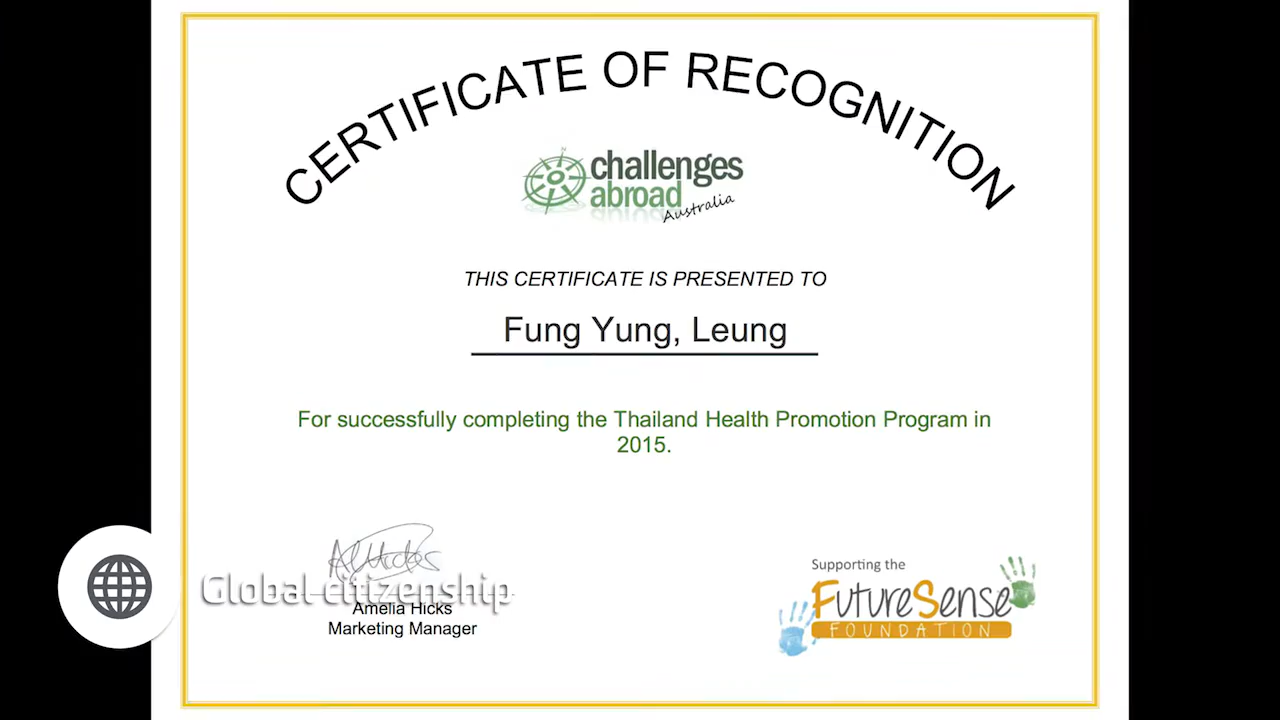 CERTIFICATE OF RECOGNITION
N
challenges
abroad
Australia
THIS CERTIFICATE IS PRESENTED TO
Fung Yung, Leung
For successfully completing the Thailand Health Promotion Program in
2015.
AHicks
Global citizenship
Amelia Hicks
Marketing Manager
Supporting the
FutureSense
FOUNDATION